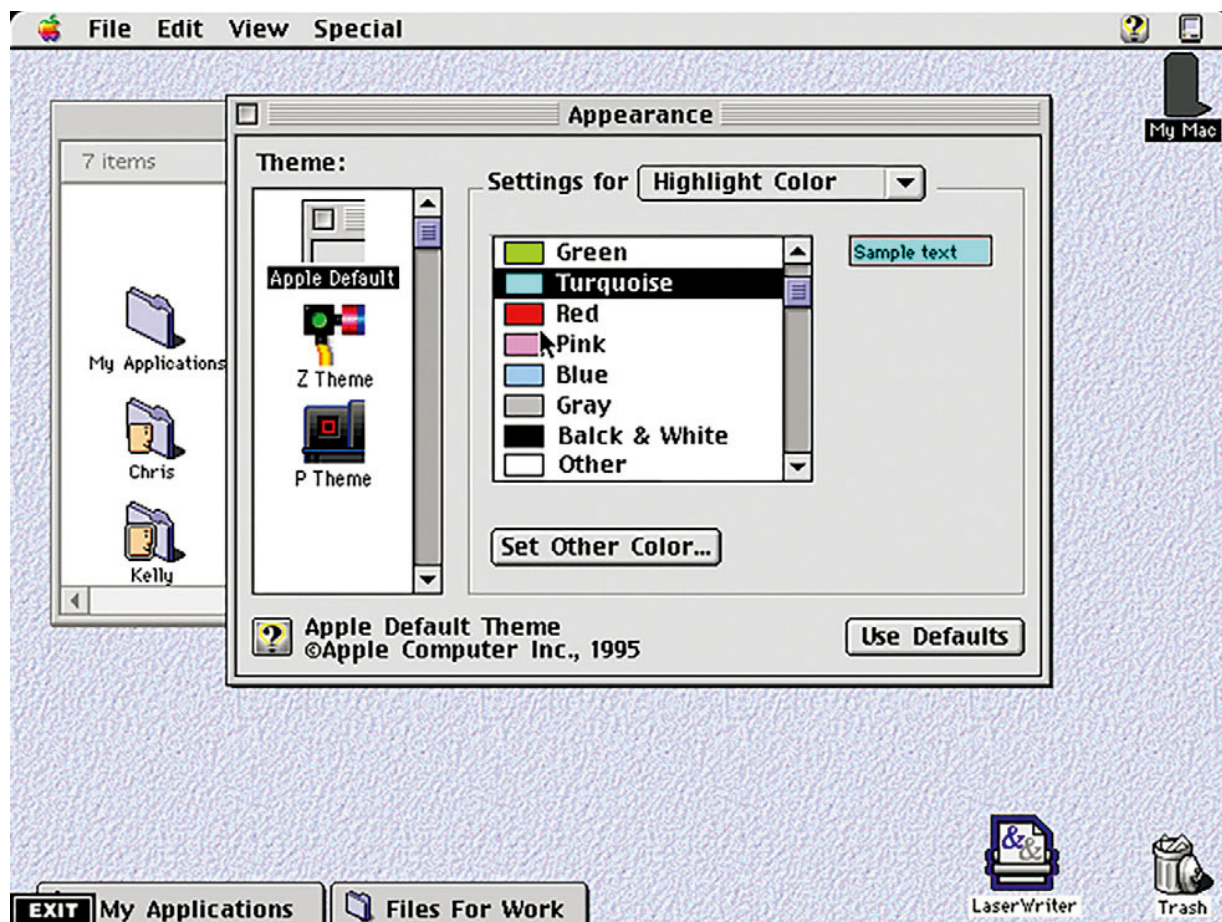 File Edit View Special
My Mac
Appearance
7 items
Theme:
Settings for Highlight Color
Apple Default
Z Theme
P Theme
Green
Turquoise
Red
Pink
Blue
Gray
Balck & White
Other
Sample text
Set Other Color...
My Applications
Chris
Kelly
Apple Default Theme
©Apple Computer Inc., 1995
Use Defaults
&&
LaserWriter
Trash
EXIT My Applications
Files For Work